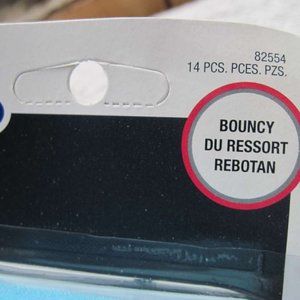 82554
14 PCS. PCES. PZS.
BOUNCY
DU RESSORT
REBOTAN